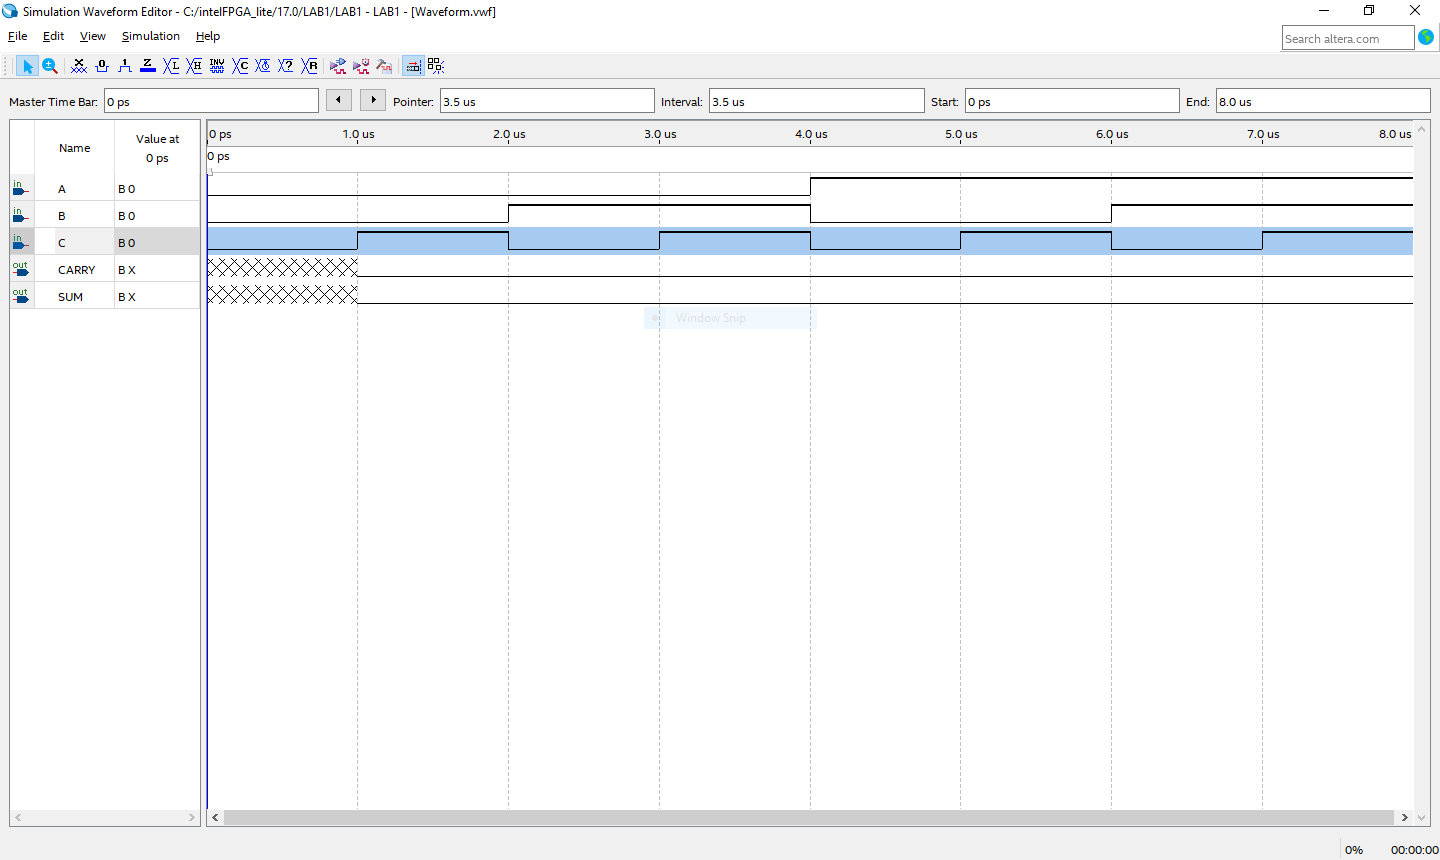 Simulation Waveform Editor - C:/intelFPGA_lite/17.0/LAB1/LAB1 - LAB1 - [Waveform.vwf]
File Edit View Simulation Help
Search altera.com
Master Time Bar: 0 ps Pointer: 3.5 us Interval: 3.5 us Start: 0 ps End: 8.0 us
Name Value at 0 ps
0 ps 1.0 us 2.0 us 3.0 us 4.0 us 5.0 us 6.0 us 7.0 us 8.0 us
0 ps
in A B 0
in B B 0
in C B 0
out CARRY B X
out SUM B X
Window Snip
0% 00:00:00